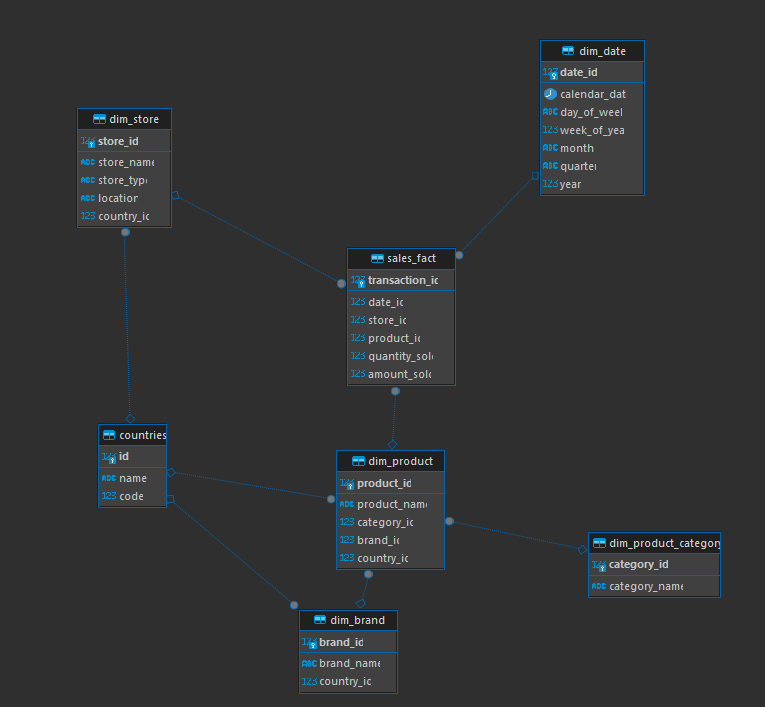 dim_date
123 date_id
calendar_dat
ABC day_of_weel
123 week_of_yea
ABC month
ABC quarter
123 year
dim_store
123 store_id
ABC store_name
ABC store_type
ABC location
123 country_ic
sales_fact
123 transaction_ic
123 date_ic
123 store_ic
123 product_ic
123 quantity_solc
123 amount_solc
countries
123 id
ABC name
123 code
dim_product
123 product_id
ABC product_name
123 category_ic
123 brand_ic
123 country_ic
dim_product_category
123 category_id
ABC category_name
dim_brand
123 brand_id
ABC brand_name
123 country_ic